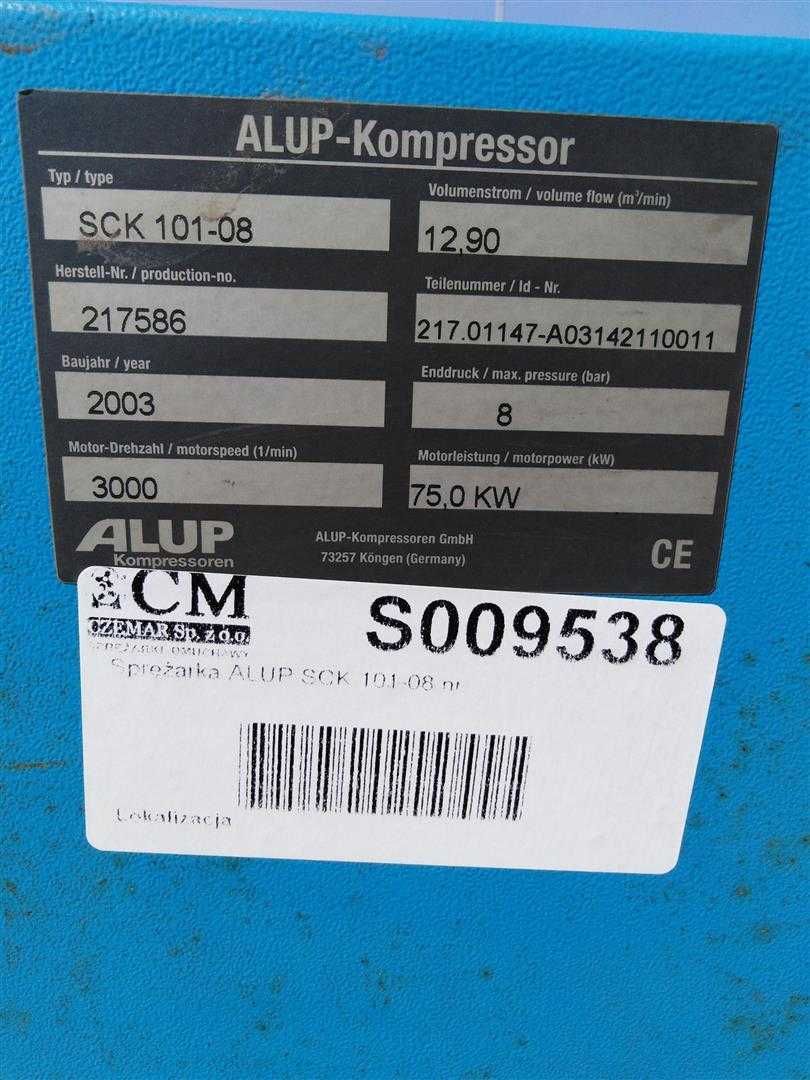 ALUP-Kompressor
Typ / type
SCK 101-08
Volumenstrom / volume flow (m³/min)
12,90
Herstell-Nr. / production-no.
217586
Teilenummer / Id - Nr.
217.01147-A03142110011
Baujahr / year
2003
Enddruck / max. pressure (bar)
8
Motor-Drehzahl / motorspeed (1/min)
3000
Motorleistung / motorpower (kW)
75,0 KW
ALUP
Kompressoren
ALUP-Kompressoren GmbH
73257 Köngen (Germany)
CE
CM
CZEMAR Sp. z.o.o.
SPRĘŻARKI DMUCHAWY
S009538
Sprężarka ALUP SCK 101-08 nr
Lokalizacja